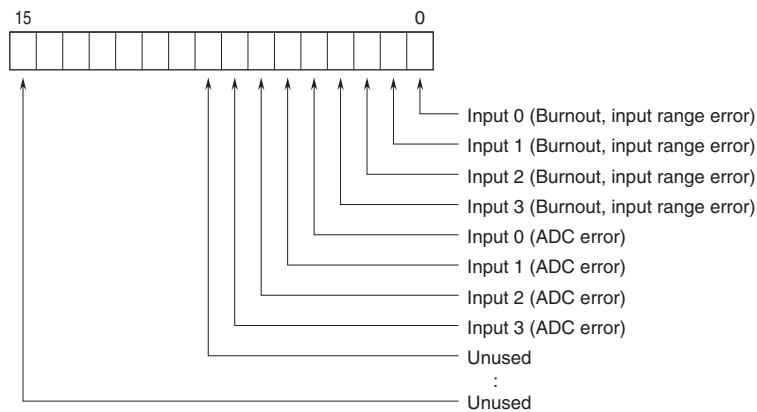 15 0
Input 0 (Burnout, input range error)
Input 1 (Burnout, input range error)
Input 2 (Burnout, input range error)
Input 3 (Burnout, input range error)
Input 0 (ADC error)
Input 1 (ADC error)
Input 2 (ADC error)
Input 3 (ADC error)
Unused
:
Unused